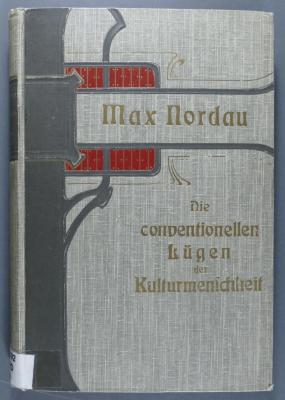 Max Nordau
Die
conventionellen
Lügen
der
Kulturmenschheit